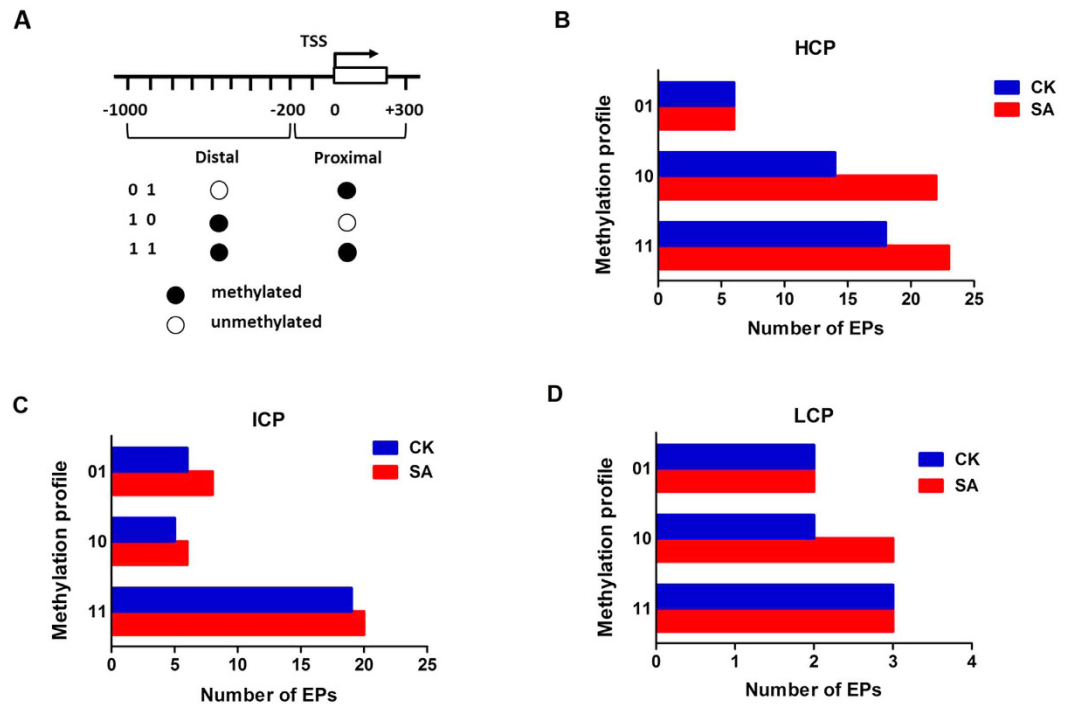 A
TSS
-1000 -200 0 +300
Distal Proximal
0 1
1 0
1 1
methylated
unmethylated
B
HCP
CK
SA
Methylation profile
01
10
11
0 5 10 15 20 25
Number of EPs
C
ICP
CK
SA
Methylation profile
01
10
11
0 5 10 15 20 25
Number of EPs
D
LCP
CK
SA
Methylation profile
01
10
11
0 1 2 3 4
Number of EPs